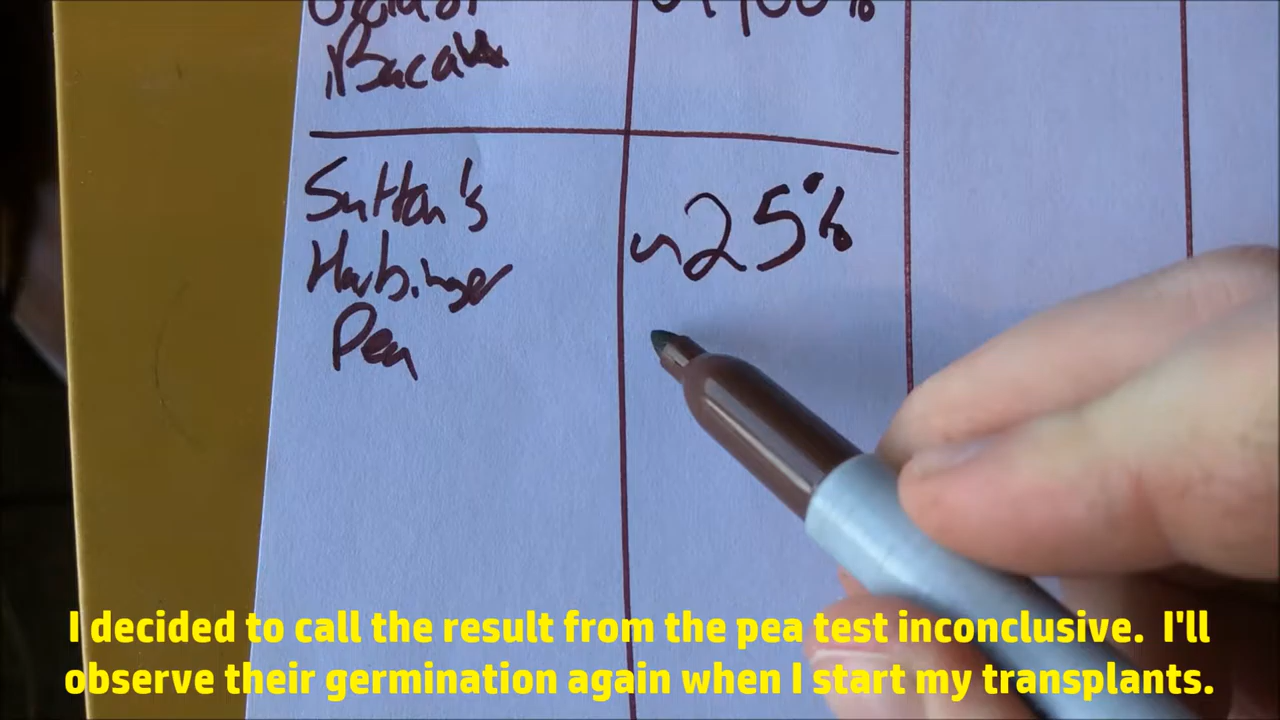 Sutton's
~25%
Harbinger
Pea
I decided to call the result from the pea test inconclusive.  I'll
observe their germination again when I start my transplants.